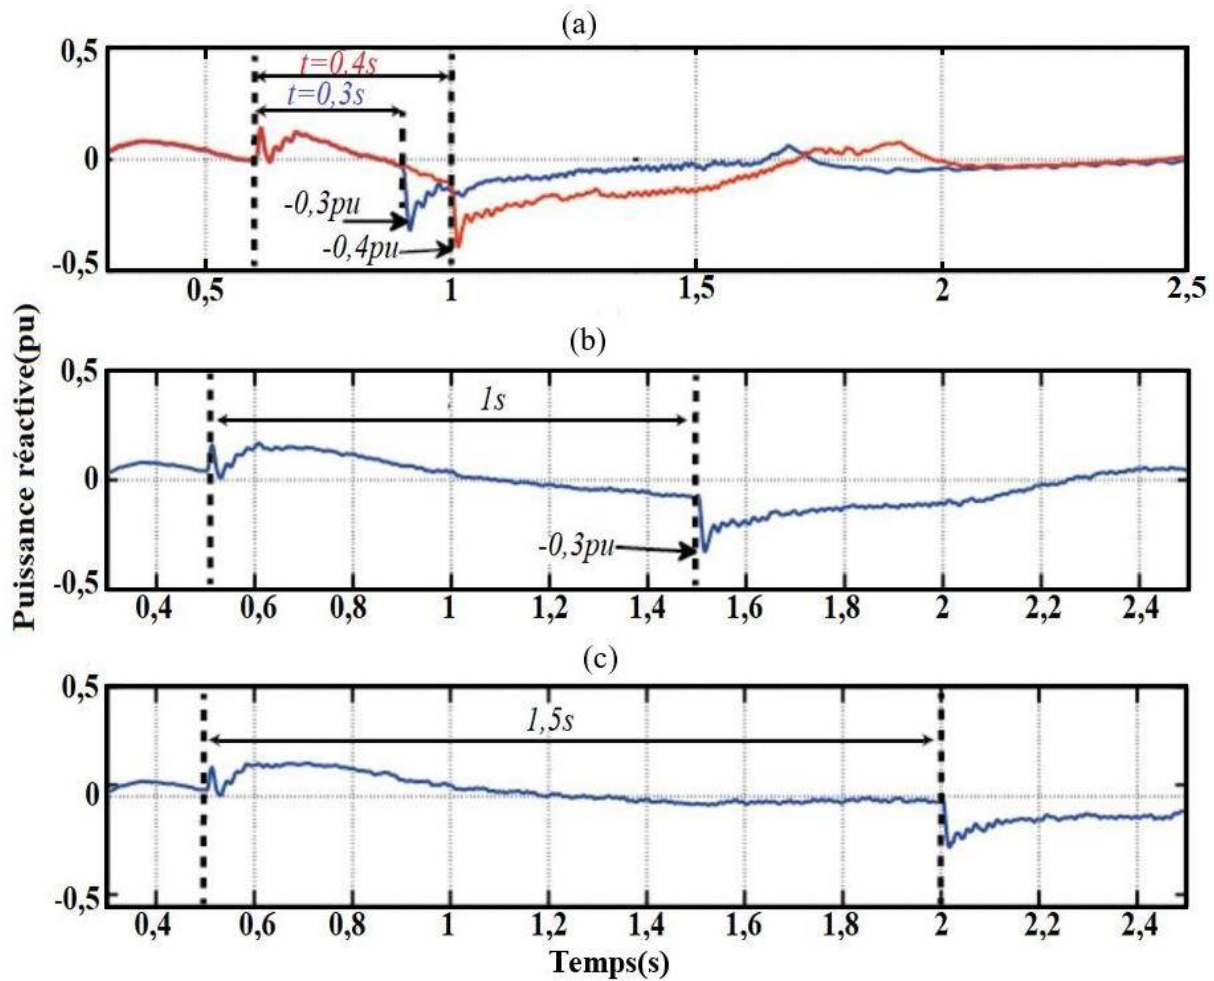 (a)
0,5
t=0,4s
t=0,3s
0
-0,3pu
-0,4pu
-0,5
0,5 1 1,5 2 2,5
Puissance réactive(pu)
(b)
0,5
1s
0
-0,3pu
-0,5
0,4 0,6 0,8 1 1,2 1,4 1,6 1,8 2 2,2 2,4
(c)
0,5
1,5s
0
-0,5
0,4 0,6 0,8 1 1,2 1,4 1,6 1,8 2 2,2 2,4
Temps(s)